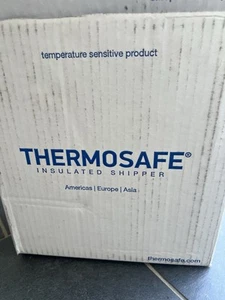 temperature sensitive product
THERMOSAFE®
INSULATED SHIPPER
Americas | Europe | Asia
thermosafe.com